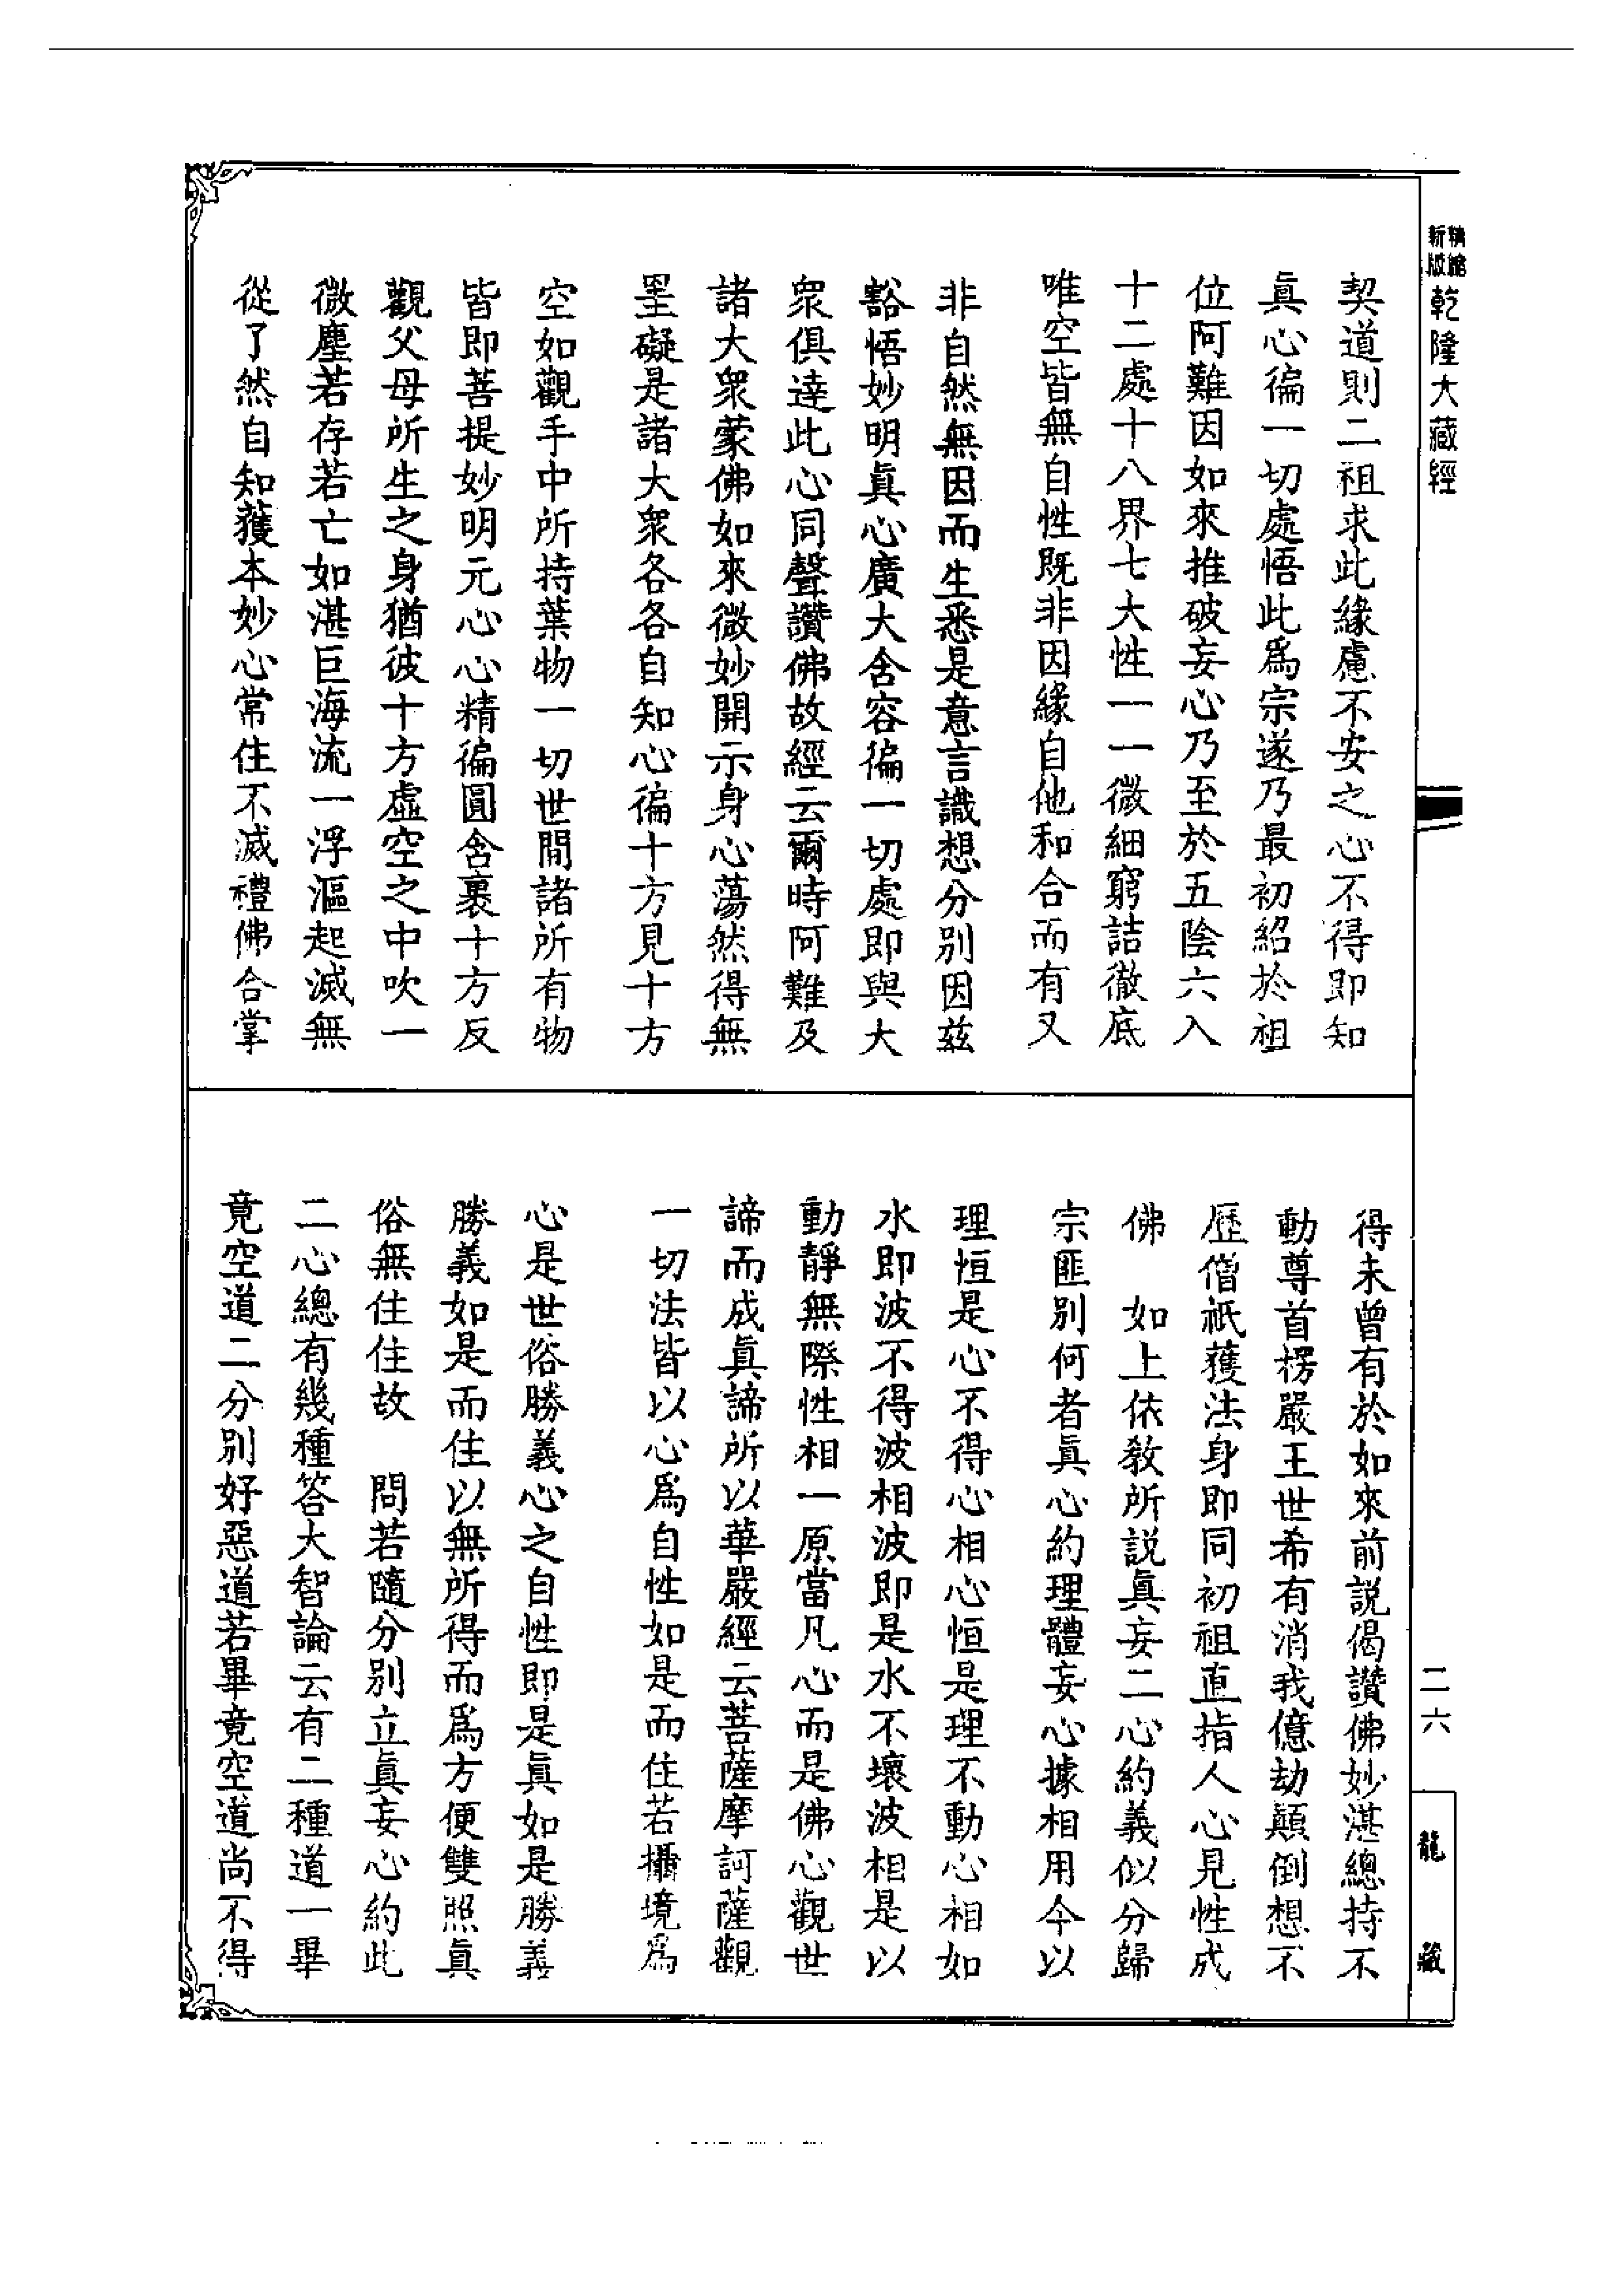 新版
精縮
乾隆大藏經
契道則二祖求此緣慮不安之心不得即知
真心徧一切處悟此爲宗遂乃最初紹於祖
位阿難因如來推破妄心乃至於五陰六入
十二處十八界七大性一一微細窮詰徹底
唯空皆無自性既非因緣自他和合而有又
非自然無因而生悉是意言識想分別因茲
豁悟妙明真心廣大含容徧一切處即與大
衆俱達此心同聲讚佛故經云爾時阿難及
諸大衆蒙佛如來微妙開示身心蕩然得無
罣礙是諸大衆各各自知心徧十方見十方
空如觀手中所持葉物一切世間諸所有物
皆即菩提妙明元心心精徧圓含裹十方反
觀父母所生之身猶彼十方虛空之中吹一
微塵若存若亡如湛巨海流一浮漚起滅無
從了然自知獲本妙心常住不滅禮佛合掌
得未曾有於如來前説偈讚佛妙湛總持不
動尊首楞嚴王世希有消我億劫顛倒想不
歷僧祇獲法身即同初祖直指人心見性成
佛　如上依教所説真妄二心約義似分歸
宗匪別何者真心約理體妄心據相用今以
理恒是心不得心相心恒是理不動心相如
水即波不得波相波即是水不壞波相是以
動靜無際性相一原當凡心而是佛心觀世
諦而成真諦所以華嚴經云菩薩摩訶薩觀
一切法皆以心爲自性如是而住若攝境爲
心是世俗勝義心之自性即是真如是勝義
勝義如是而住以無所得而爲方便雙照真
俗無住住故　問若隨分別立真妄心約此
二心總有幾種答大智論云有二種道一畢
竟空道二分別好惡道若畢竟空道尚不得
二六
龍藏